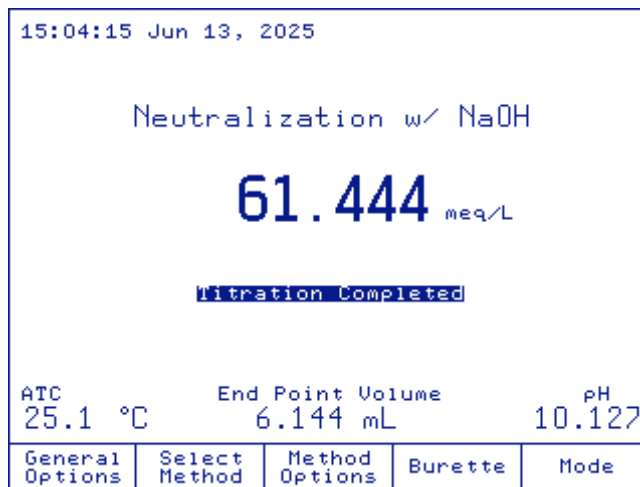 15:04:15 Jun 13, 2025
Neutralization w/ NaOH
61.444 meq/L
Titration Completed
ATC End Point Volume pH
25.1 °C 6.144 mL 10.127
General Options Select Method Method Options Burette Mode